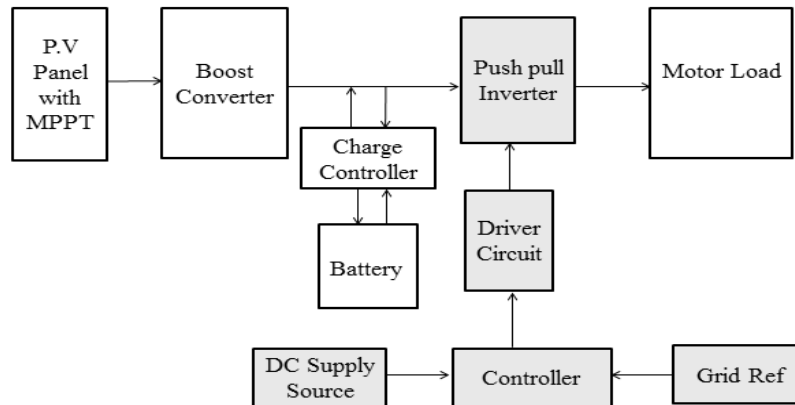 P.V
Panel
with
MPPT
Boost
Converter
Push pull
Inverter
Motor Load
Charge
Controller
Driver
Circuit
Battery
DC Supply
Source
Controller
Grid Ref